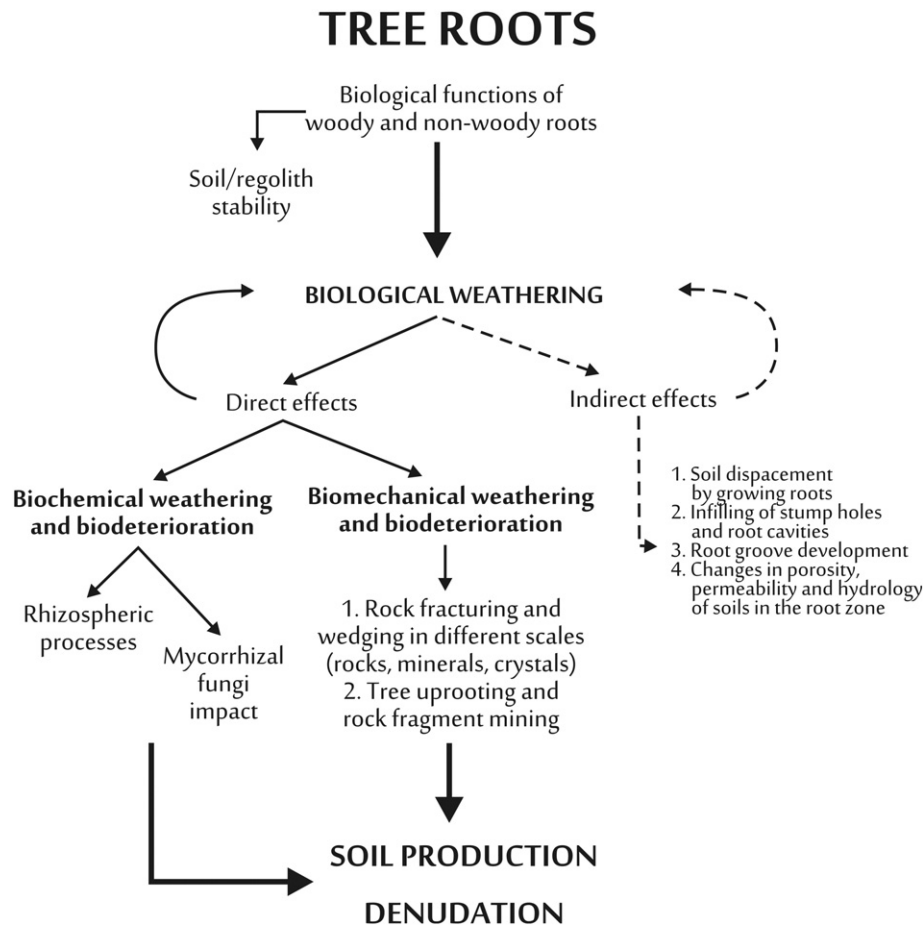 TREE ROOTS
Biological functions of
woody and non-woody roots
Soil/regolith
stability
BIOLOGICAL WEATHERING
Direct effects
Indirect effects
Biochemical weathering
and biodeterioration
Biomechanical weathering
and biodeterioration
1. Soil dispacement
by growing roots
2. Infilling of stump holes
and root cavities
3. Root groove development
4. Changes in porosity,
permeability and hydrology
of soils in the root zone
Rhizospheric
processes
Mycorrhizal
fungi
impact
1. Rock fracturing and
wedging in different scales
(rocks, minerals, crystals)
2. Tree uprooting and
rock fragment mining
SOIL PRODUCTION
DENUDATION